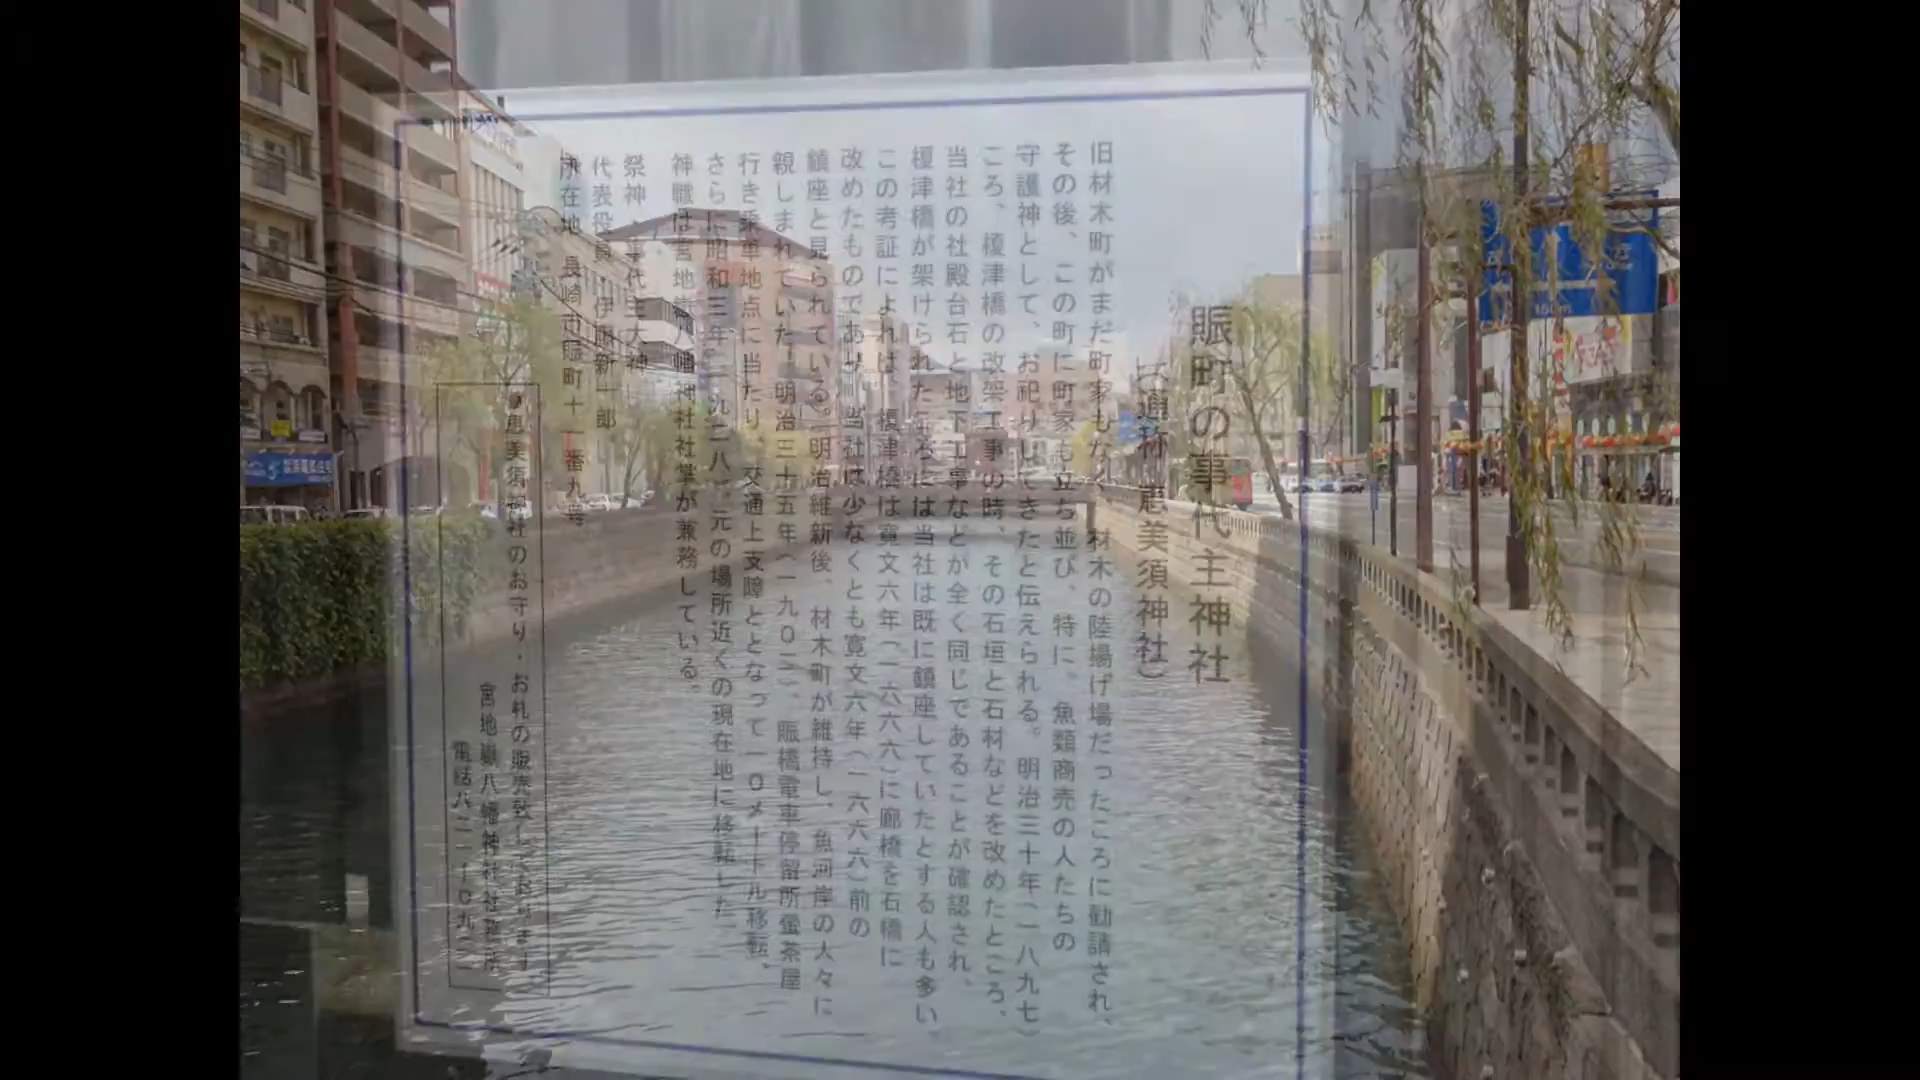 賑町の事代主神社
(通称 恵美須神社)
旧材木町がまだ町家もなく、材木の陸揚げ場だったころに勧請され、
その後、この町に町家も立ち並び、特に、魚類商売の人たちの
守護神として、お祀りしてきたと伝えられる。明治三十年(一八九七)
ころ、榎津橋の改架工事の時、その石垣と石材などを改めたところ、
当社の社殿台石と地下工事などが全く同じであることが確認され、
榎津橋が架けられたころには当社は既に鎮座していたとする人も多い
この考証によれば、榎津橋は寛文六年(一六六六)に廊橋を石橋に
改めたものであり、当社は少なくとも寛文六年(一六六六)前の
鎮座と見られている。明治維新後、材木町が維持し、魚河岸の人々に
親しまれていた 明治三十五年(一九〇二)、賑橋電車停留所 茶屋
行き乗車地点に当たり、交通上支障ととなって一〇メートル移転、
さらに昭和三年(一九二八)、元の場所近くの現在地に移転した
神職は宮地嶽八幡神社社掌が兼務している。
祭神 事代主大神
代表役員 伊 新一郎
所在地 長崎市賑町十一番九号
恵美須神社のお守り・お札の販売致しております
宮地嶽八幡神社社務所
電話八二